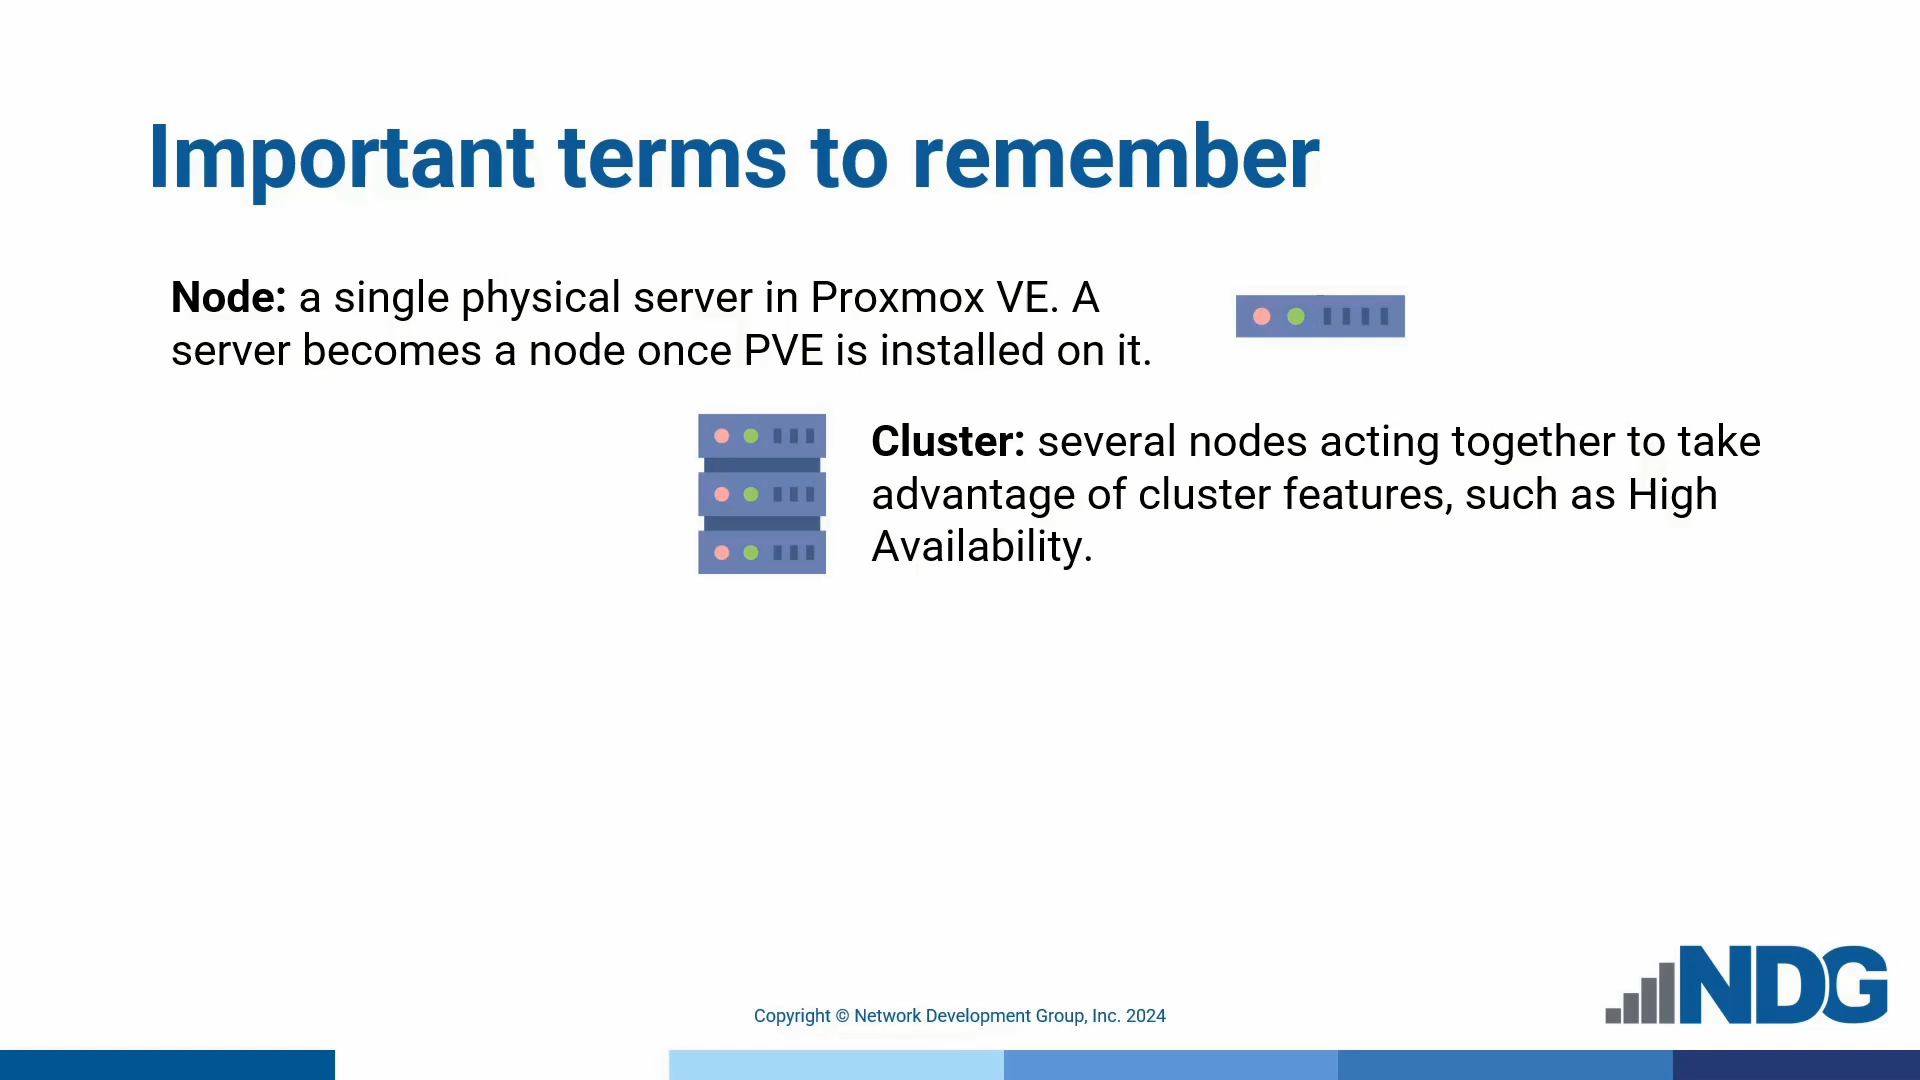 Important terms to remember
Node: a single physical server in Proxmox VE. A
server becomes a node once PVE is installed on it.
Cluster: several nodes acting together to take
advantage of cluster features, such as High
Availability.
NDG
Copyright © Network Development Group, Inc. 2024